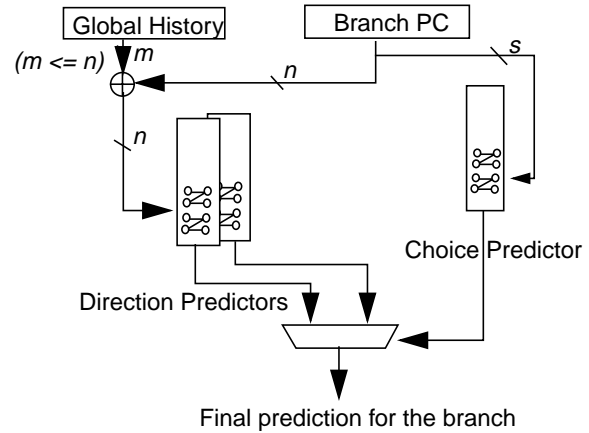 Global History
Branch PC
(m <= n)
m
n
s
n
Choice Predictor
Direction Predictors
Final prediction for the branch